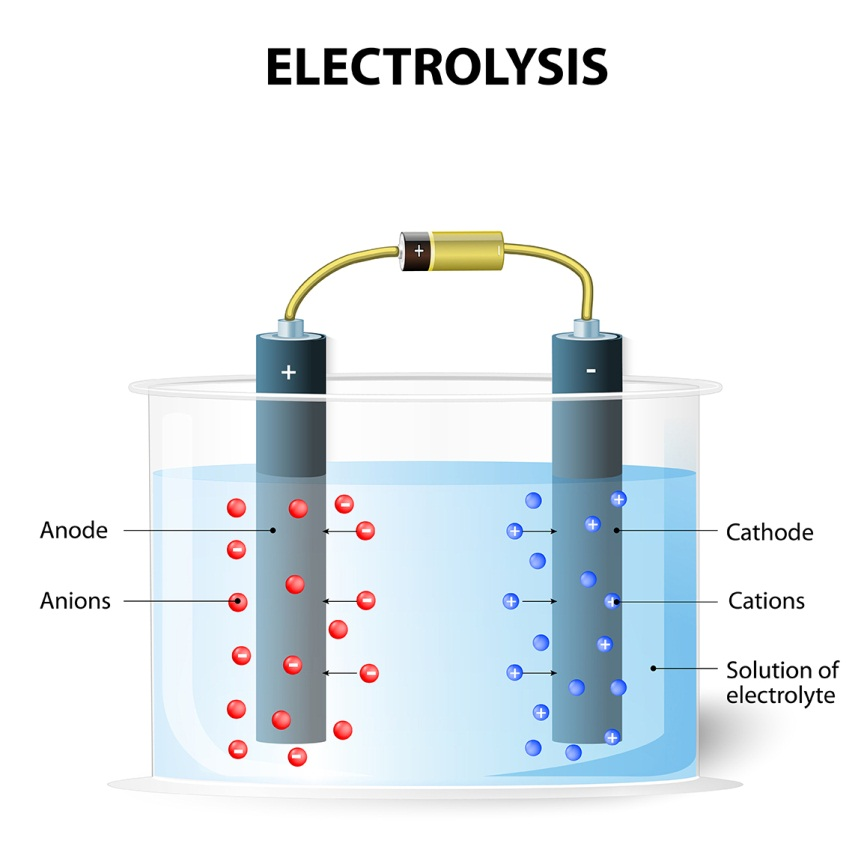 ELECTROLYSIS
+
+
-
Anode
Cathode
Anions
Cations
Solution of
electrolyte